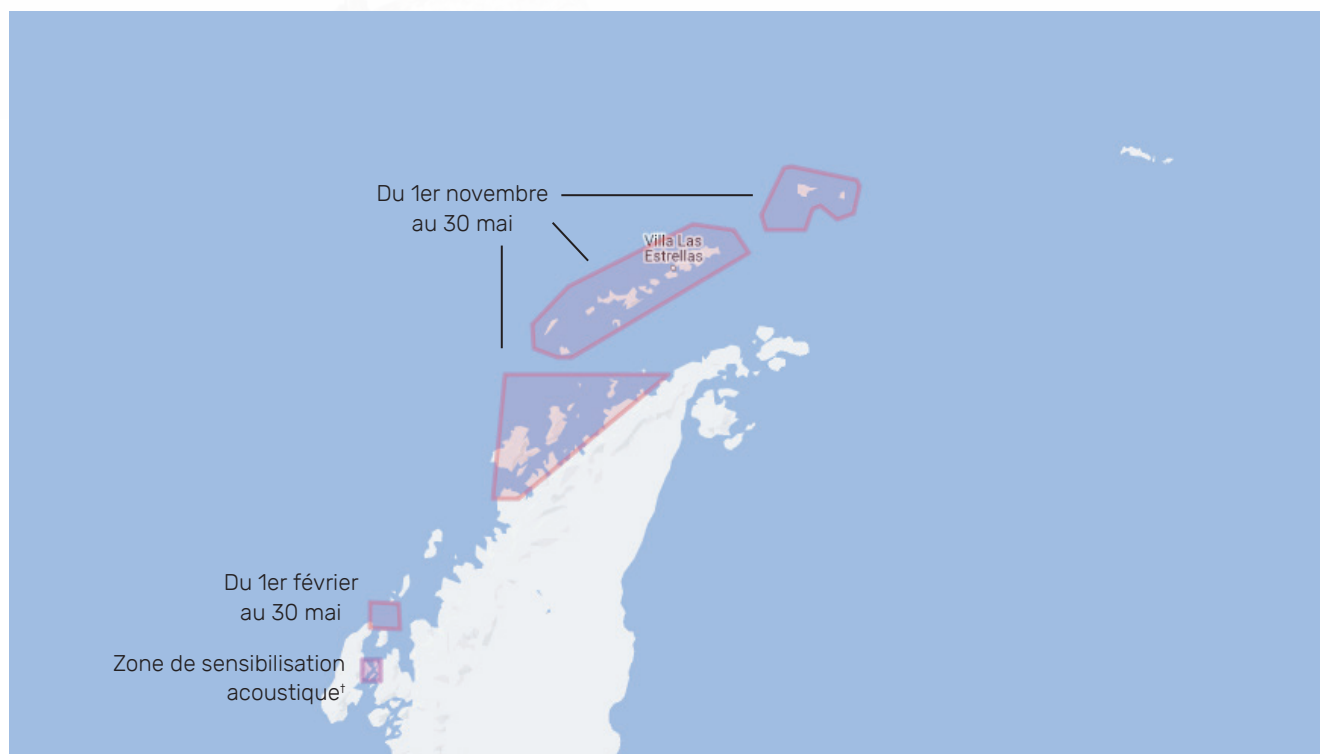 Du 1er novembre
au 30 mai
Villa Las
Estrellas
Du 1er février
au 30 mai
Zone de sensibilisation
acoustique†